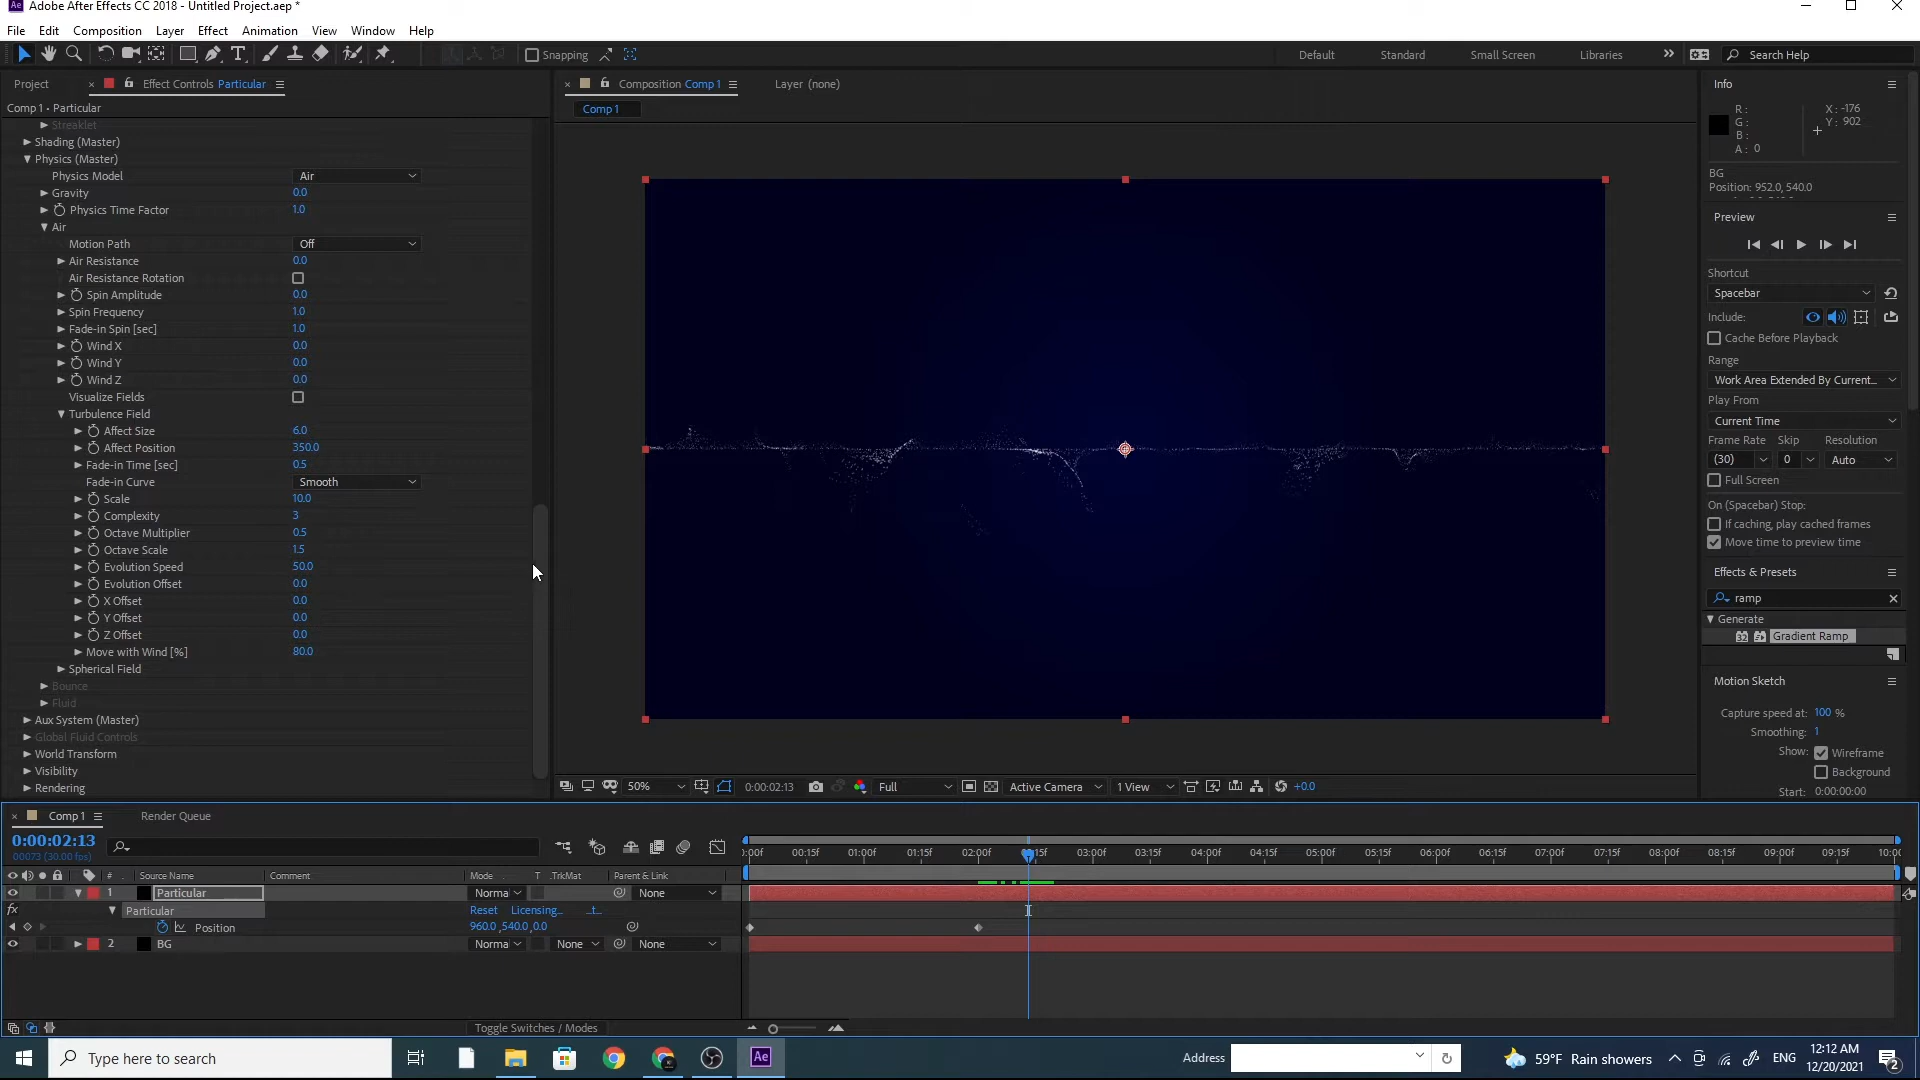 Ae Adobe After Effects CC 2018 - Untitled Project.aep *
File Edit Composition Layer Effect Animation View Window Help
Snapping Default Standard Small Screen Libraries Search Help
Project Effect Controls Particular
Comp 1 • Particular
Streaklet
Shading (Master)
Physics (Master)
Physics Model Air
Gravity 0.0
Physics Time Factor 1.0
Air
Motion Path Off
Air Resistance 0.0
Air Resistance Rotation
Spin Amplitude 0.0
Spin Frequency 1.0
Fade-in Spin [sec] 1.0
Wind X 0.0
Wind Y 0.0
Wind Z 0.0
Visualize Fields
Turbulence Field
Affect Size 6.0
Affect Position 350.0
Fade-in Time [sec] 0.5
Fade-in Curve Smooth
Scale 10.0
Complexity 3
Octave Multiplier 0.5
Octave Scale 1.5
Evolution Speed 50.0
Evolution Offset 0.0
X Offset 0.0
Y Offset 0.0
Z Offset 0.0
Move with Wind [%] 80.0
Spherical Field
Bounce
Fluid
Aux System (Master)
Global Fluid Controls
World Transform
Visibility
Rendering
Composition Comp 1 Layer (none)
Comp 1
50% 0:00:02:13 Full Active Camera 1 View +0.0
Info
R :
G :
B :
A : 0
X : -176
Y : 902
BG
Position: 952.0, 540.0
Preview
Shortcut
Spacebar
Include:
Cache Before Playback
Range
Work Area Extended By Current...
Play From
Current Time
Frame Rate Skip Resolution
(30) 0 Auto
Full Screen
On (Spacebar) Stop:
If caching, play cached frames
Move time to preview time
Effects & Presets
ramp
Generate
32 Gradient Ramp
Motion Sketch
Capture speed at: 100 %
Smoothing: 1
Show: Wireframe
Background
Start: 0:00:00:00
Comp 1 Render Queue
0:00:02:13
00073 (30.00 fps)
:00f 00:15f 01:00f 01:15f 02:00f 15f 03:00f 03:15f 04:00f 04:15f 05:00f 05:15f 06:00f 06:15f 07:00f 07:15f 08:00f 08:15f 09:00f 09:15f 10:00
# Source Name Comment Mode T .TrkMat Parent & Link
1 Particular Norma None
fx Particular Reset Licensing... ...t...
Position 960.0 ,540.0 ,0.0
2 BG Norma None None
Toggle Switches / Modes
Type here to search
Ae
Address
59°F Rain showers
ENG
12:12 AM
12/20/2021
2